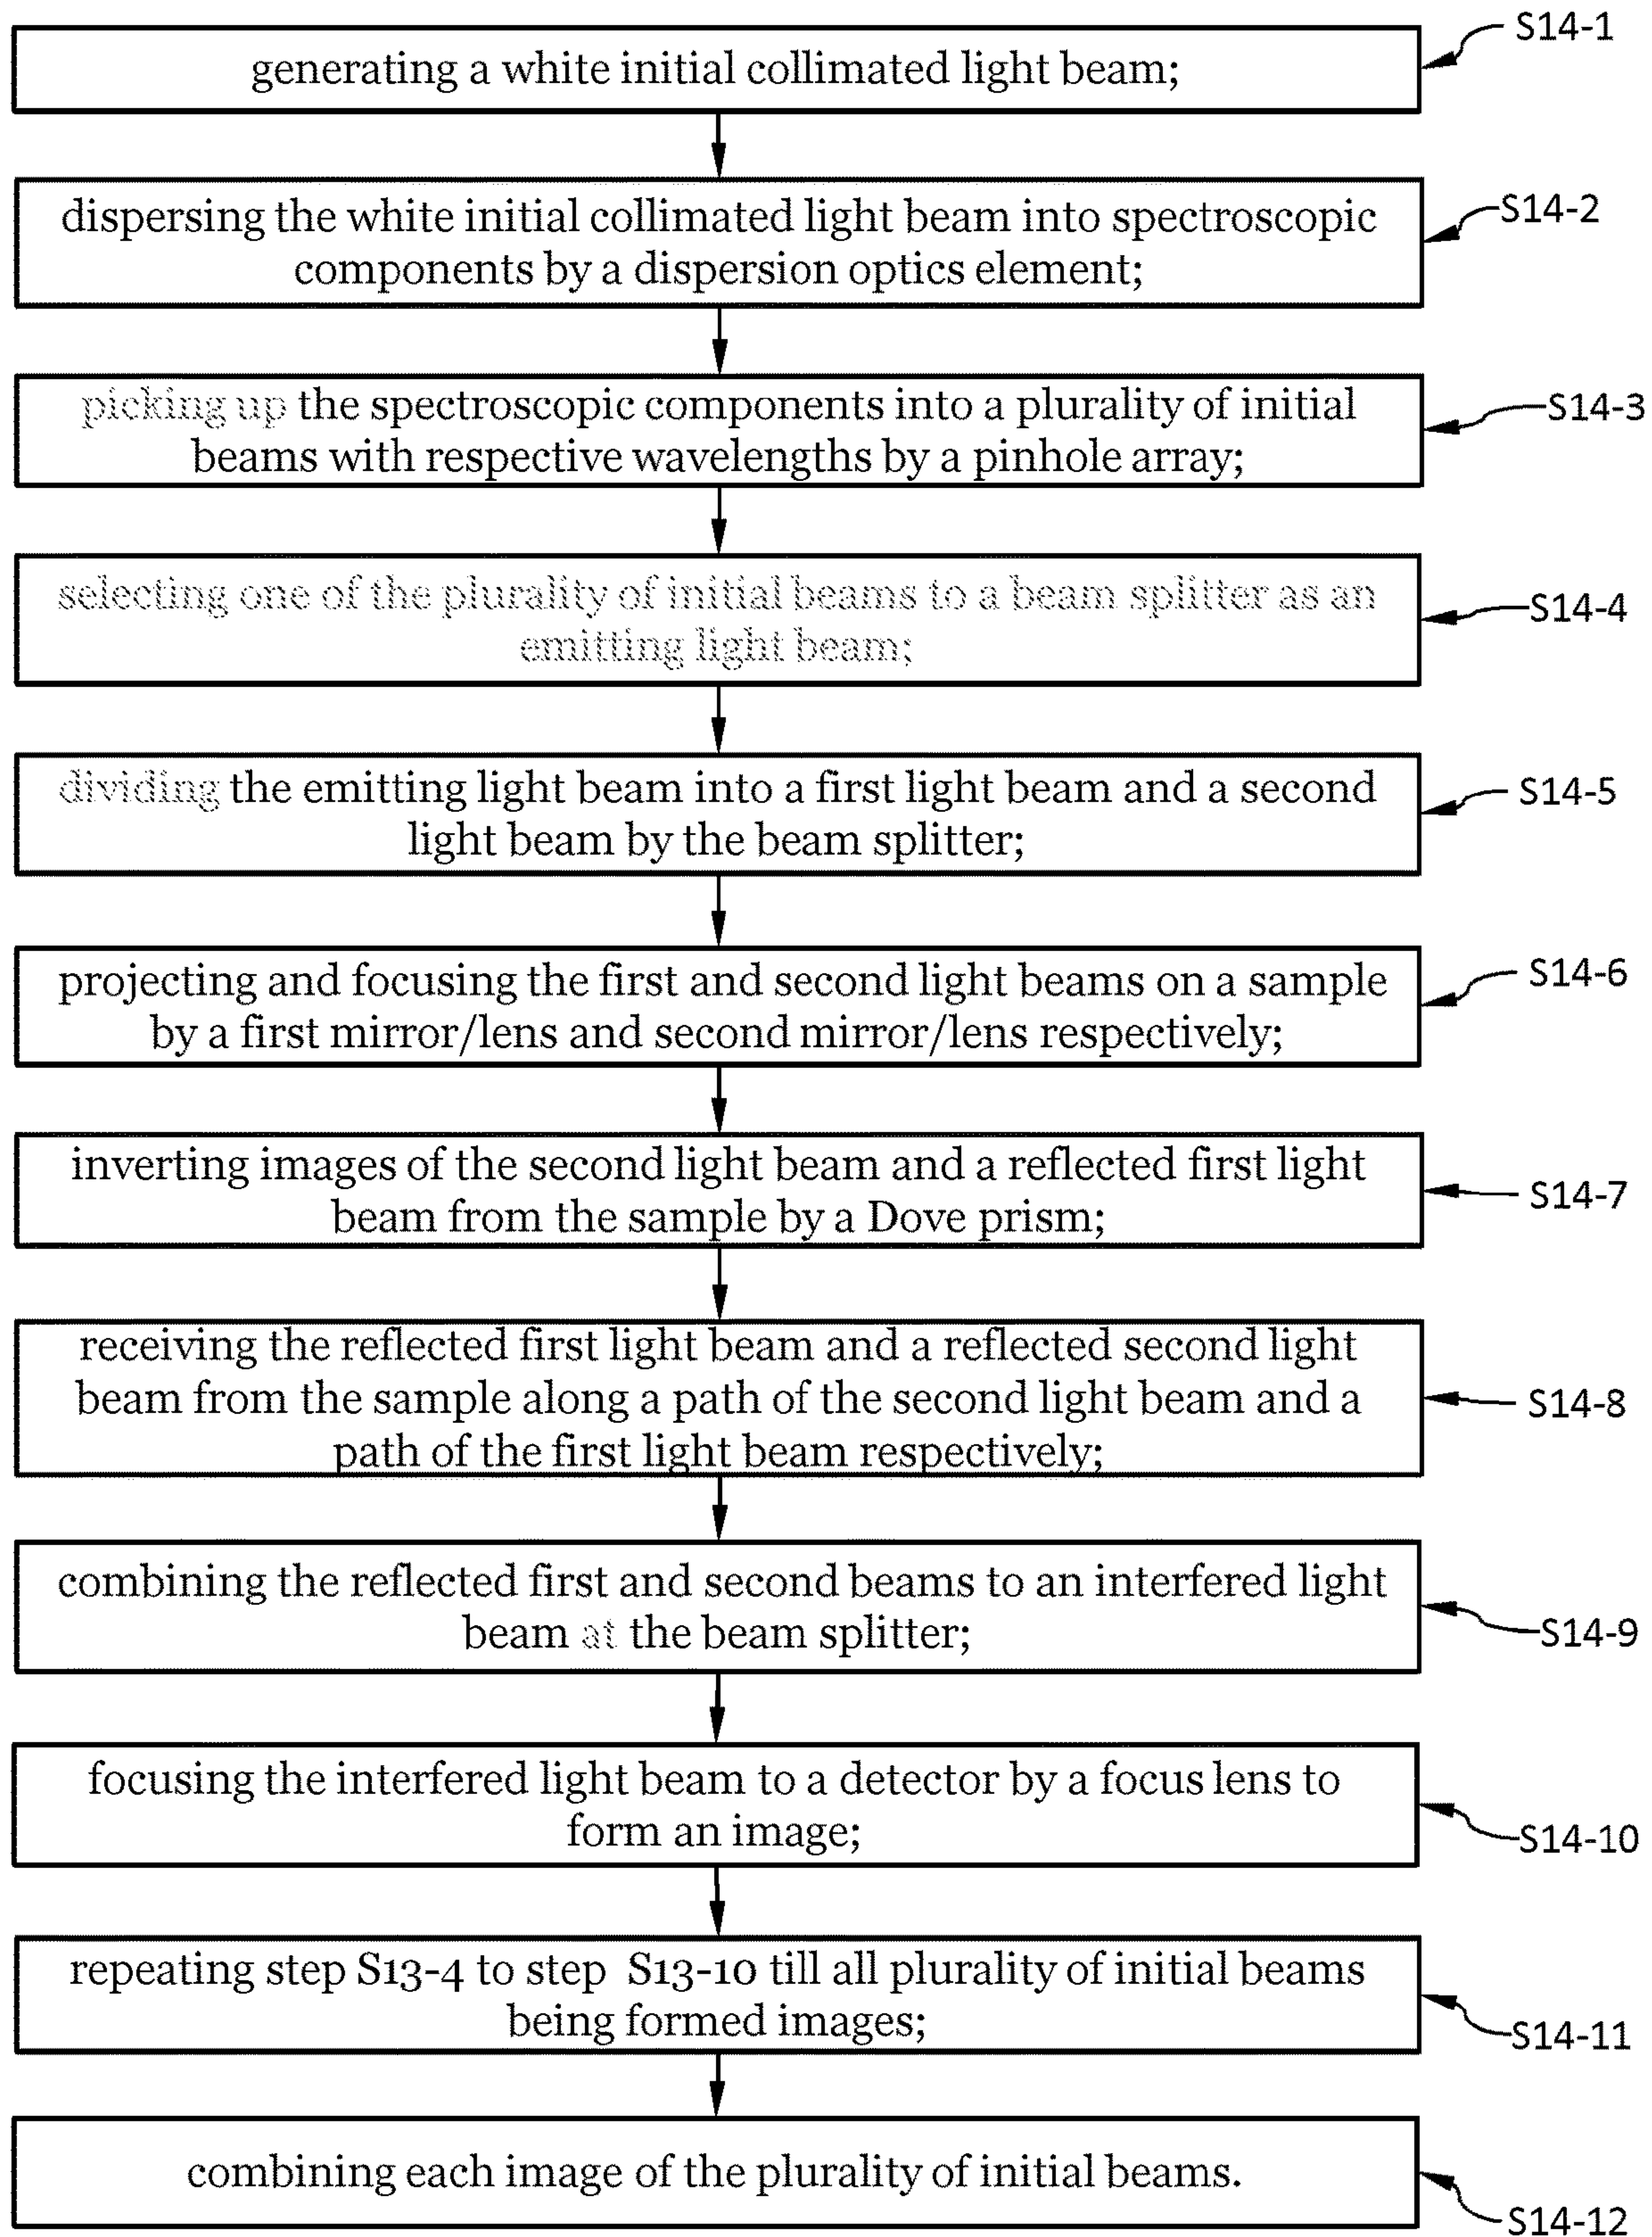 generating a white initial collimated light beam;
S14-1
dispersing the white initial collimated light beam into spectroscopic
components by a dispersion optics element;
S14-2
picking up the spectroscopic components into a plurality of initial
beams with respective wavelengths by a pinhole array;
S14-3
selecting one of the plurality of initial beams to a beam splitter as an
emitting light beam;
S14-4
dividing the emitting light beam into a first light beam and a second
light beam by the beam splitter;
S14-5
projecting and focusing the first and second light beams on a sample
by a first mirror/lens and second mirror/lens respectively;
S14-6
inverting images of the second light beam and a reflected first light
beam from the sample by a Dove prism;
S14-7
receiving the reflected first light beam and a reflected second light
beam from the sample along a path of the second light beam and a
path of the first light beam respectively;
S14-8
combining the reflected first and second beams to an interfered light
beam at the beam splitter;
S14-9
focusing the interfered light beam to a detector by a focus lens to
form an image;
S14-10
repeating step S13-4 to step S13-10 till all plurality of initial beams
being formed images;
S14-11
combining each image of the plurality of initial beams.
S14-12